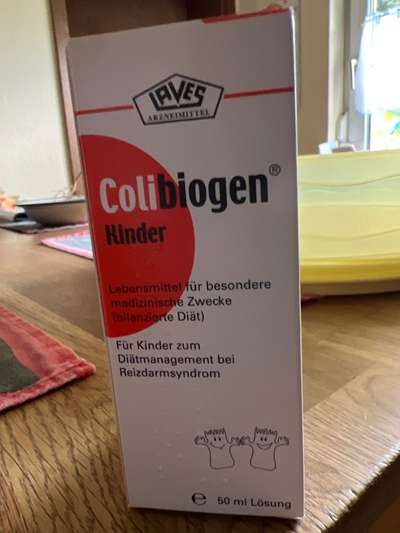 LAVES
ARZNEIMITTEL
Colibiogen®
Kinder
Lebensmittel für besondere
medizinische Zwecke
(bilanzierte Diät)
Für Kinder zum
Diätmanagement bei
Reizdarmsyndrom
℮ 50 ml Lösung